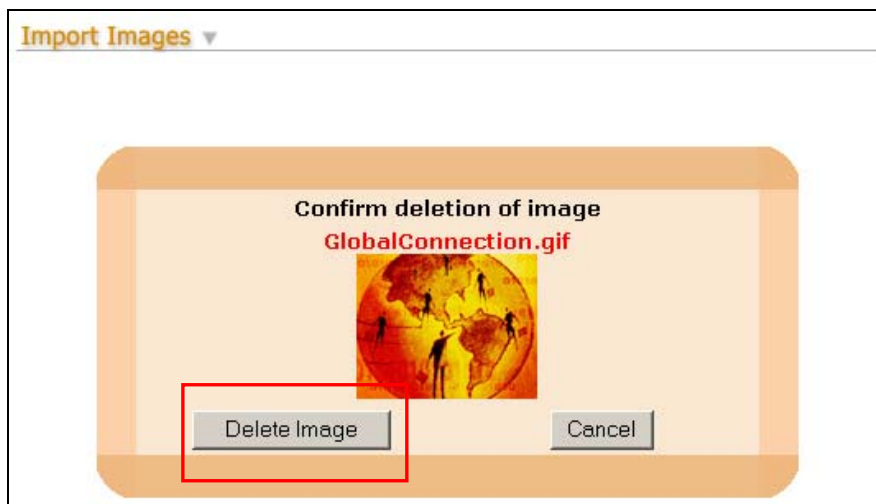 Import Images
Confirm deletion of image
GlobalConnection.gif
Delete Image
Cancel